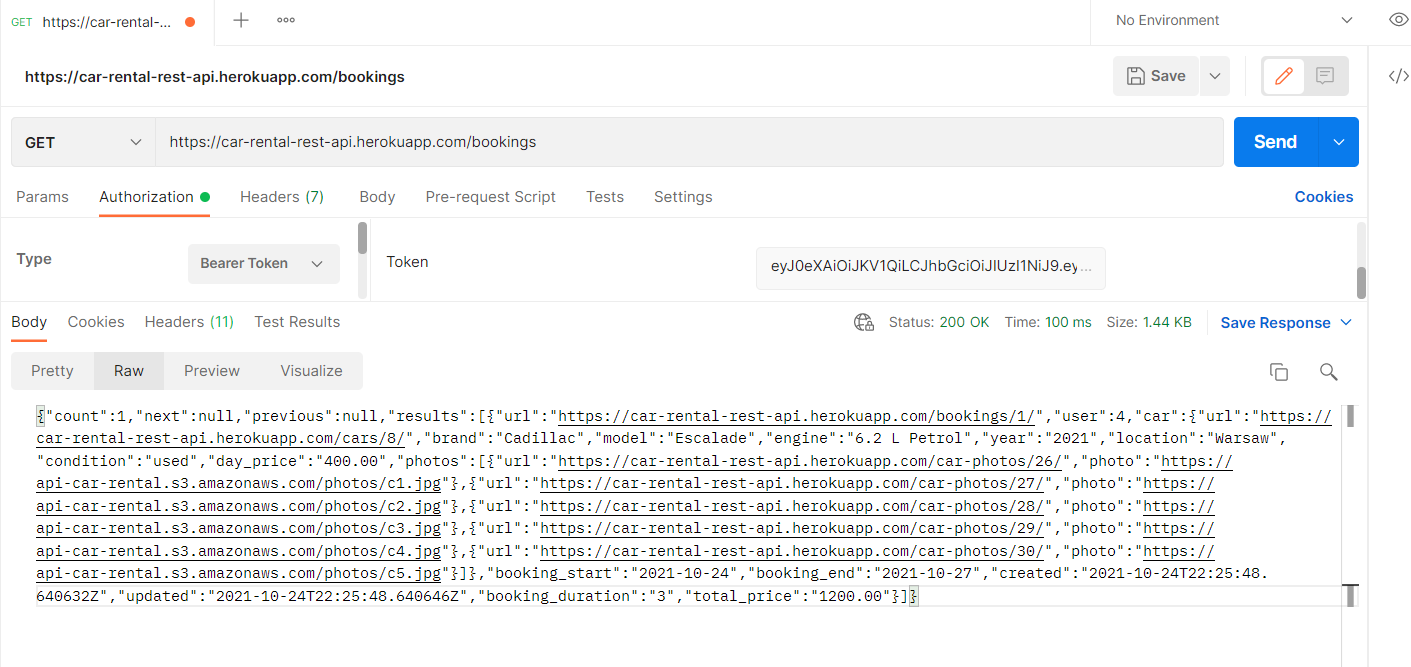 GET https://car-rental-...
No Environment
https://car-rental-rest-api.herokuapp.com/bookings
Save
GET https://car-rental-rest-api.herokuapp.com/bookings Send
Params Authorization Headers (7) Body Pre-request Script Tests Settings Cookies
Type Bearer Token Token eyJ0eXAiOiJKV1QiLCJhbGciOiJIUzI1NiJ9.ey...
Body Cookies Headers (11) Test Results Status: 200 OK Time: 100 ms Size: 1.44 KB Save Response
Pretty Raw Preview Visualize
{"count":1,"next":null,"previous":null,"results":[{"url":"https://car-rental-rest-api.herokuapp.com/bookings/1/","user":4,"car":{"url":"https://
car-rental-rest-api.herokuapp.com/cars/8/","brand":"Cadillac","model":"Escalade","engine":"6.2 L Petrol","year":"2021","location":"Warsaw",
"condition":"used","day_price":"400.00","photos":[{"url":"https://car-rental-rest-api.herokuapp.com/car-photos/26/","photo":"https://
api-car-rental.s3.amazonaws.com/photos/c1.jpg"},{"url":"https://car-rental-rest-api.herokuapp.com/car-photos/27/","photo":"https://
api-car-rental.s3.amazonaws.com/photos/c2.jpg"},{"url":"https://car-rental-rest-api.herokuapp.com/car-photos/28/","photo":"https://
api-car-rental.s3.amazonaws.com/photos/c3.jpg"},{"url":"https://car-rental-rest-api.herokuapp.com/car-photos/29/","photo":"https://
api-car-rental.s3.amazonaws.com/photos/c4.jpg"},{"url":"https://car-rental-rest-api.herokuapp.com/car-photos/30/","photo":"https://
api-car-rental.s3.amazonaws.com/photos/c5.jpg"}]},"booking_start":"2021-10-24","booking_end":"2021-10-27","created":"2021-10-24T22:25:48.
640632Z","updated":"2021-10-24T22:25:48.640646Z","booking_duration":"3","total_price":"1200.00"}]}